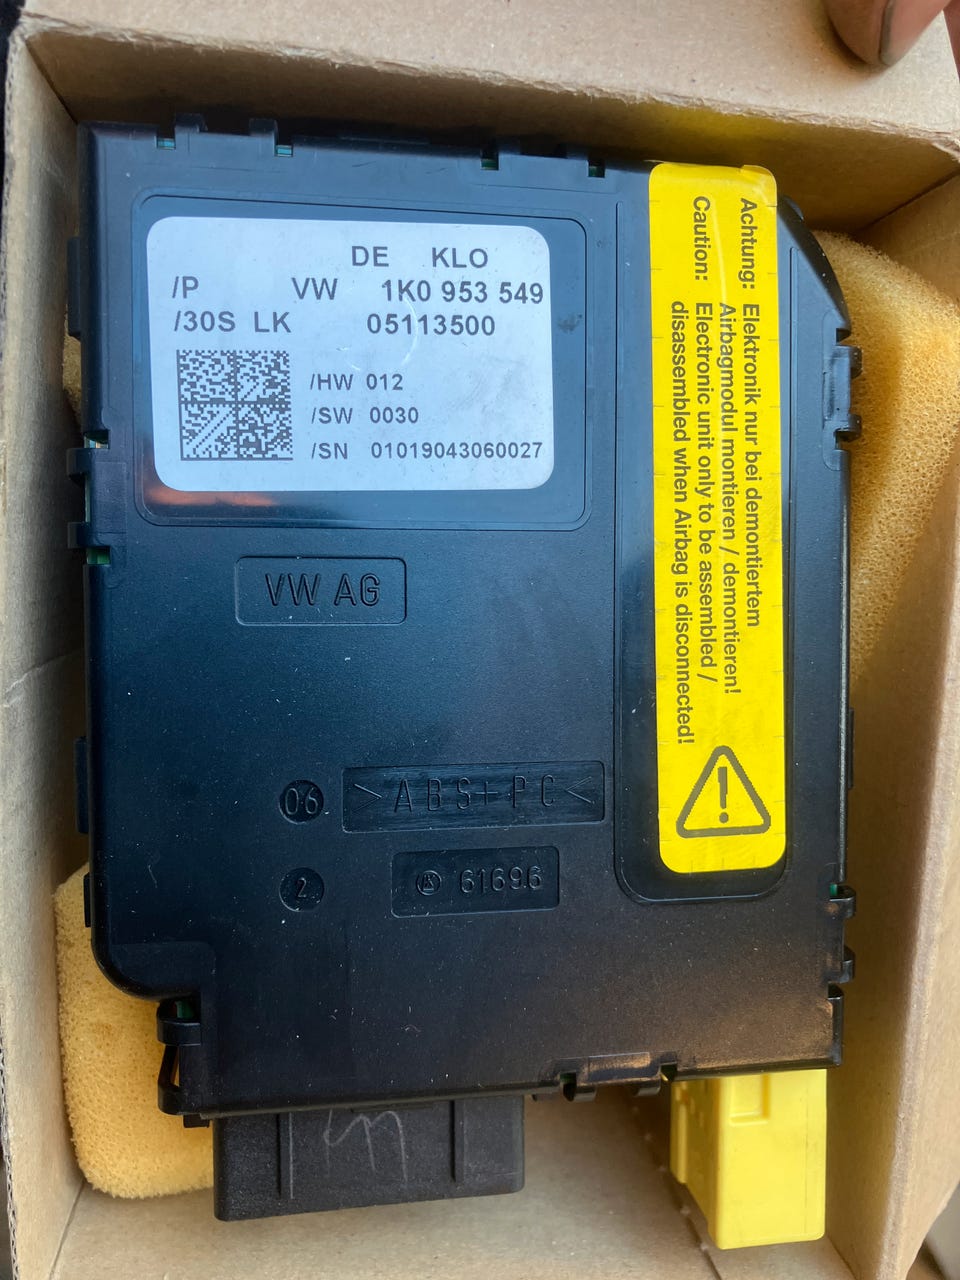 DE KLO
/P VW 1K0 953 549
/30S LK 05113500
/HW 012
/SW 0030
/SN 01019043060027
Achtung: Elektronik nur bei demontiertem
Airbagmodul montieren / demontieren!
Caution: Electronic unit only to be assembled /
disassembled when Airbag is disconnected!
VW AG
06
>ABS+PC<
2
61696